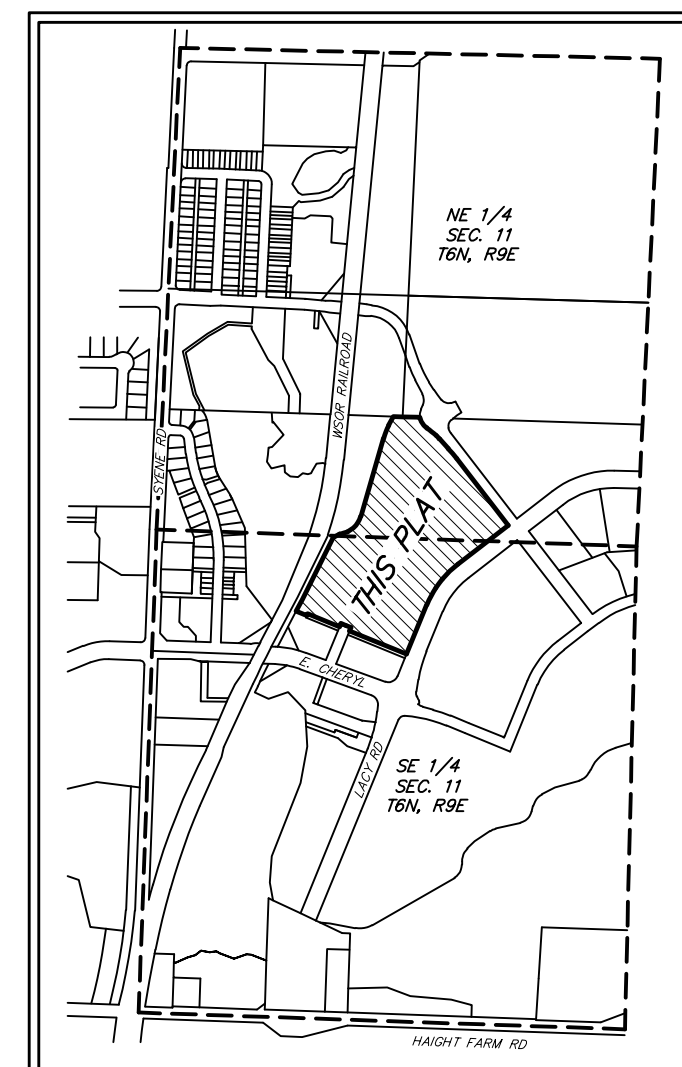 NE 1/4
SEC. 11
T6N, R9E
WSOR RAILROAD
SYENE RD
THIS PLAT
E. CHERYL
LACY RD
SE 1/4
SEC. 11
T6N, R9E
HAIGHT FARM RD